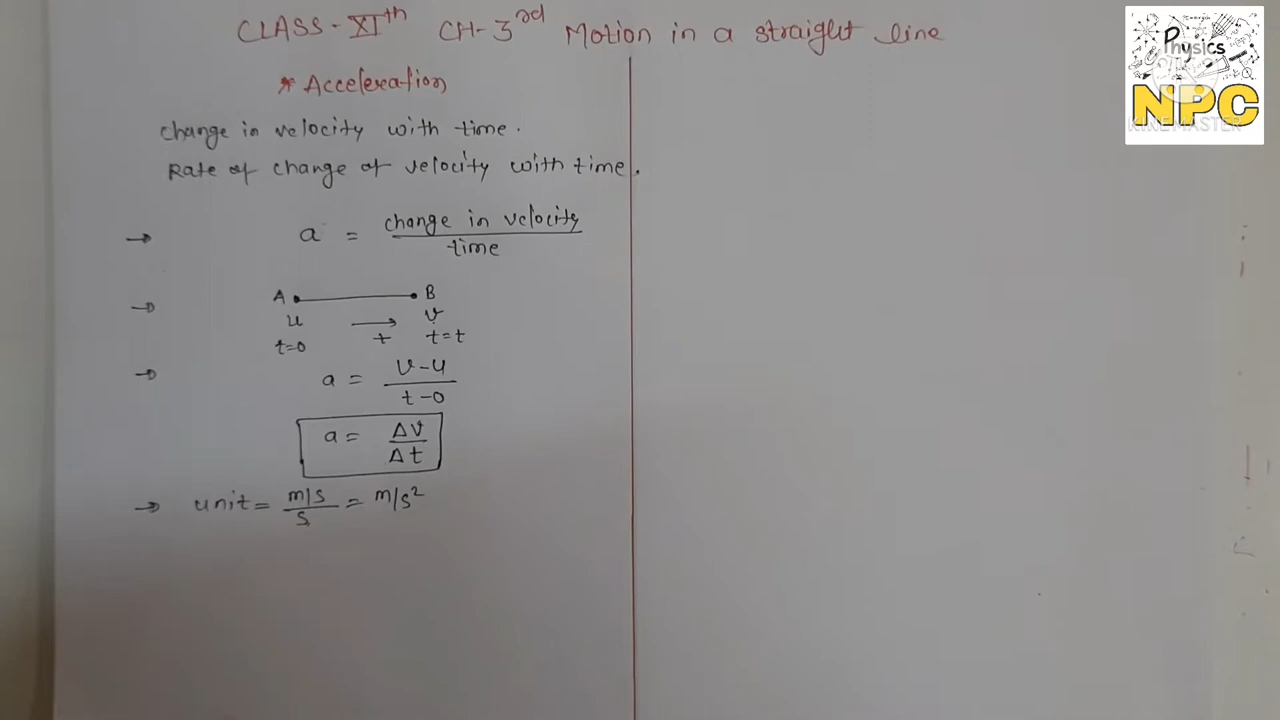 CLASS-XIth CH-3rd Motion in a straight line
* Acceleration
change in velocity with time.
Rate of change of velocity with time.
→ a = change in velocity / time
→ A B
u → v
t=0 t t=t
→ a = v-u / t-0
a = Δv / Δt
→ unit = m/s / s = m/s²
Physics
NPC
KINEMASTER